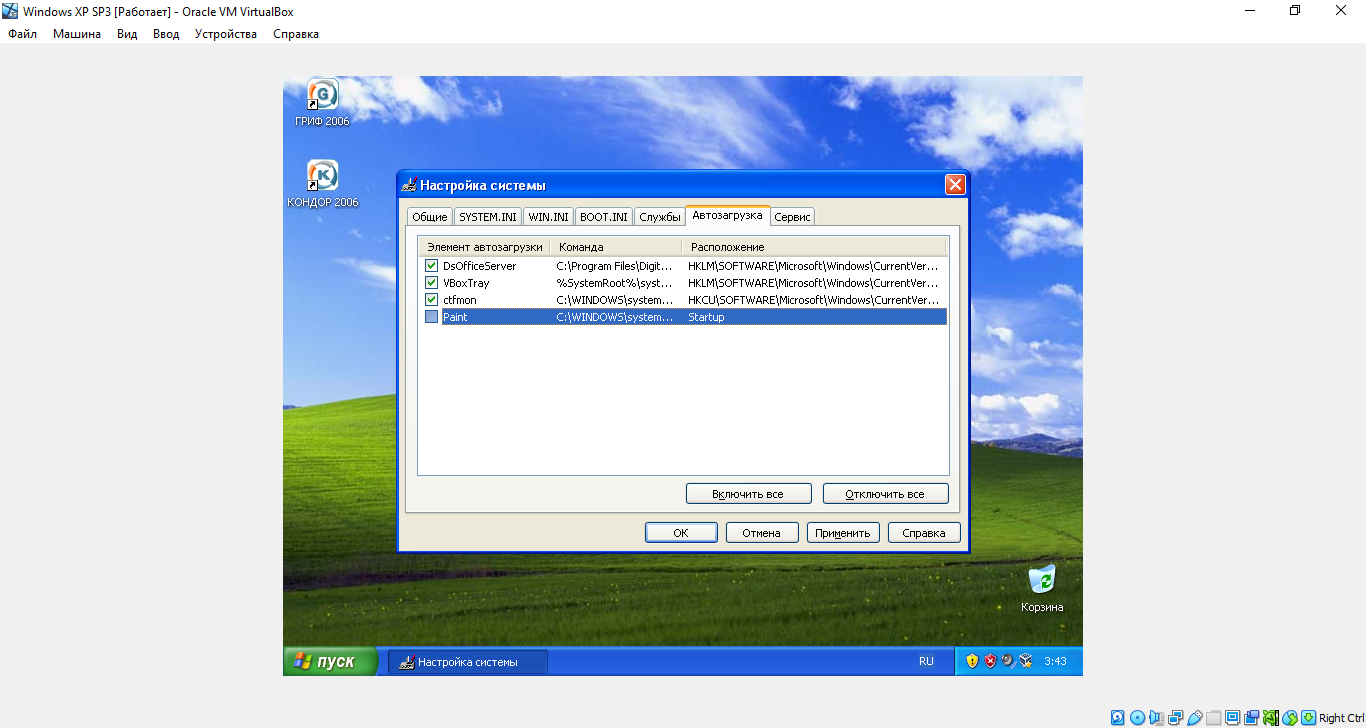 Windows XP SP3 [Работает] - Oracle VM VirtualBox
Файл Машина Вид Ввод Устройства Справка
ГРИФ 2006
КОНДОР 2006
Настройка системы
Общие SYSTEM.INI WIN.INI BOOT.INI Службы Автозагрузка Сервис
Элемент автозагрузки Команда Расположение
DsOfficeServer C:\Program Files\Digit... HKLM\SOFTWARE\Microsoft\Windows\CurrentVer...
VBoxTray %SystemRoot%\syst... HKLM\SOFTWARE\Microsoft\Windows\CurrentVer...
ctfmon C:\WINDOWS\system... HKCU\SOFTWARE\Microsoft\Windows\CurrentVer...
Paint C:\WINDOWS\system... Startup
Включить все Отключить все
OK Отмена Применить Справка
Корзина
пуск Настройка системы RU 3:43
Right Ctrl